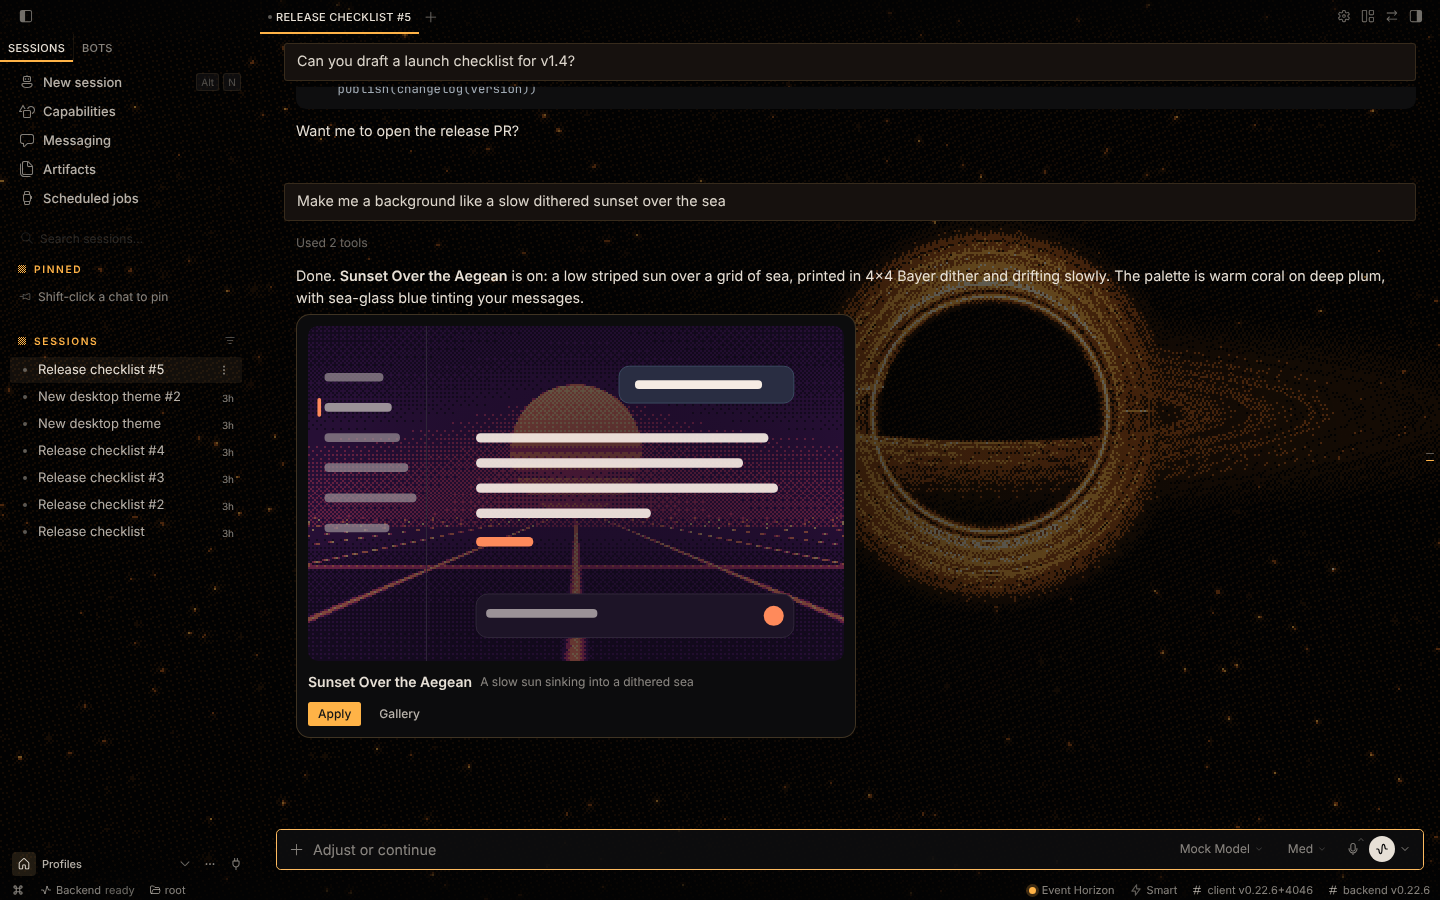 RELEASE CHECKLIST #5
SESSIONS
BOTS
New session
Alt
N
Capabilities
Messaging
Artifacts
Scheduled jobs
Search sessions...
PINNED
Shift-click a chat to pin
SESSIONS
Release checklist #5
New desktop theme #2
3h
New desktop theme
3h
Release checklist #4
3h
Release checklist #3
3h
Release checklist #2
3h
Release checklist
3h
Can you draft a launch checklist for v1.4?
publish(changelog(version))
Want me to open the release PR?
Make me a background like a slow dithered sunset over the sea
Used 2 tools
Done. Sunset Over the Aegean is on: a low striped sun over a grid of sea, printed in 4×4 Bayer dither and drifting slowly. The palette is warm coral on deep plum,
with sea-glass blue tinting your messages.
Sunset Over the Aegean
A slow sun sinking into a dithered sea
Apply
Gallery
Adjust or continue
Mock Model
Med
Profiles
Backend ready
root
Event Horizon
Smart
client v0.22.6+4046
backend v0.22.6